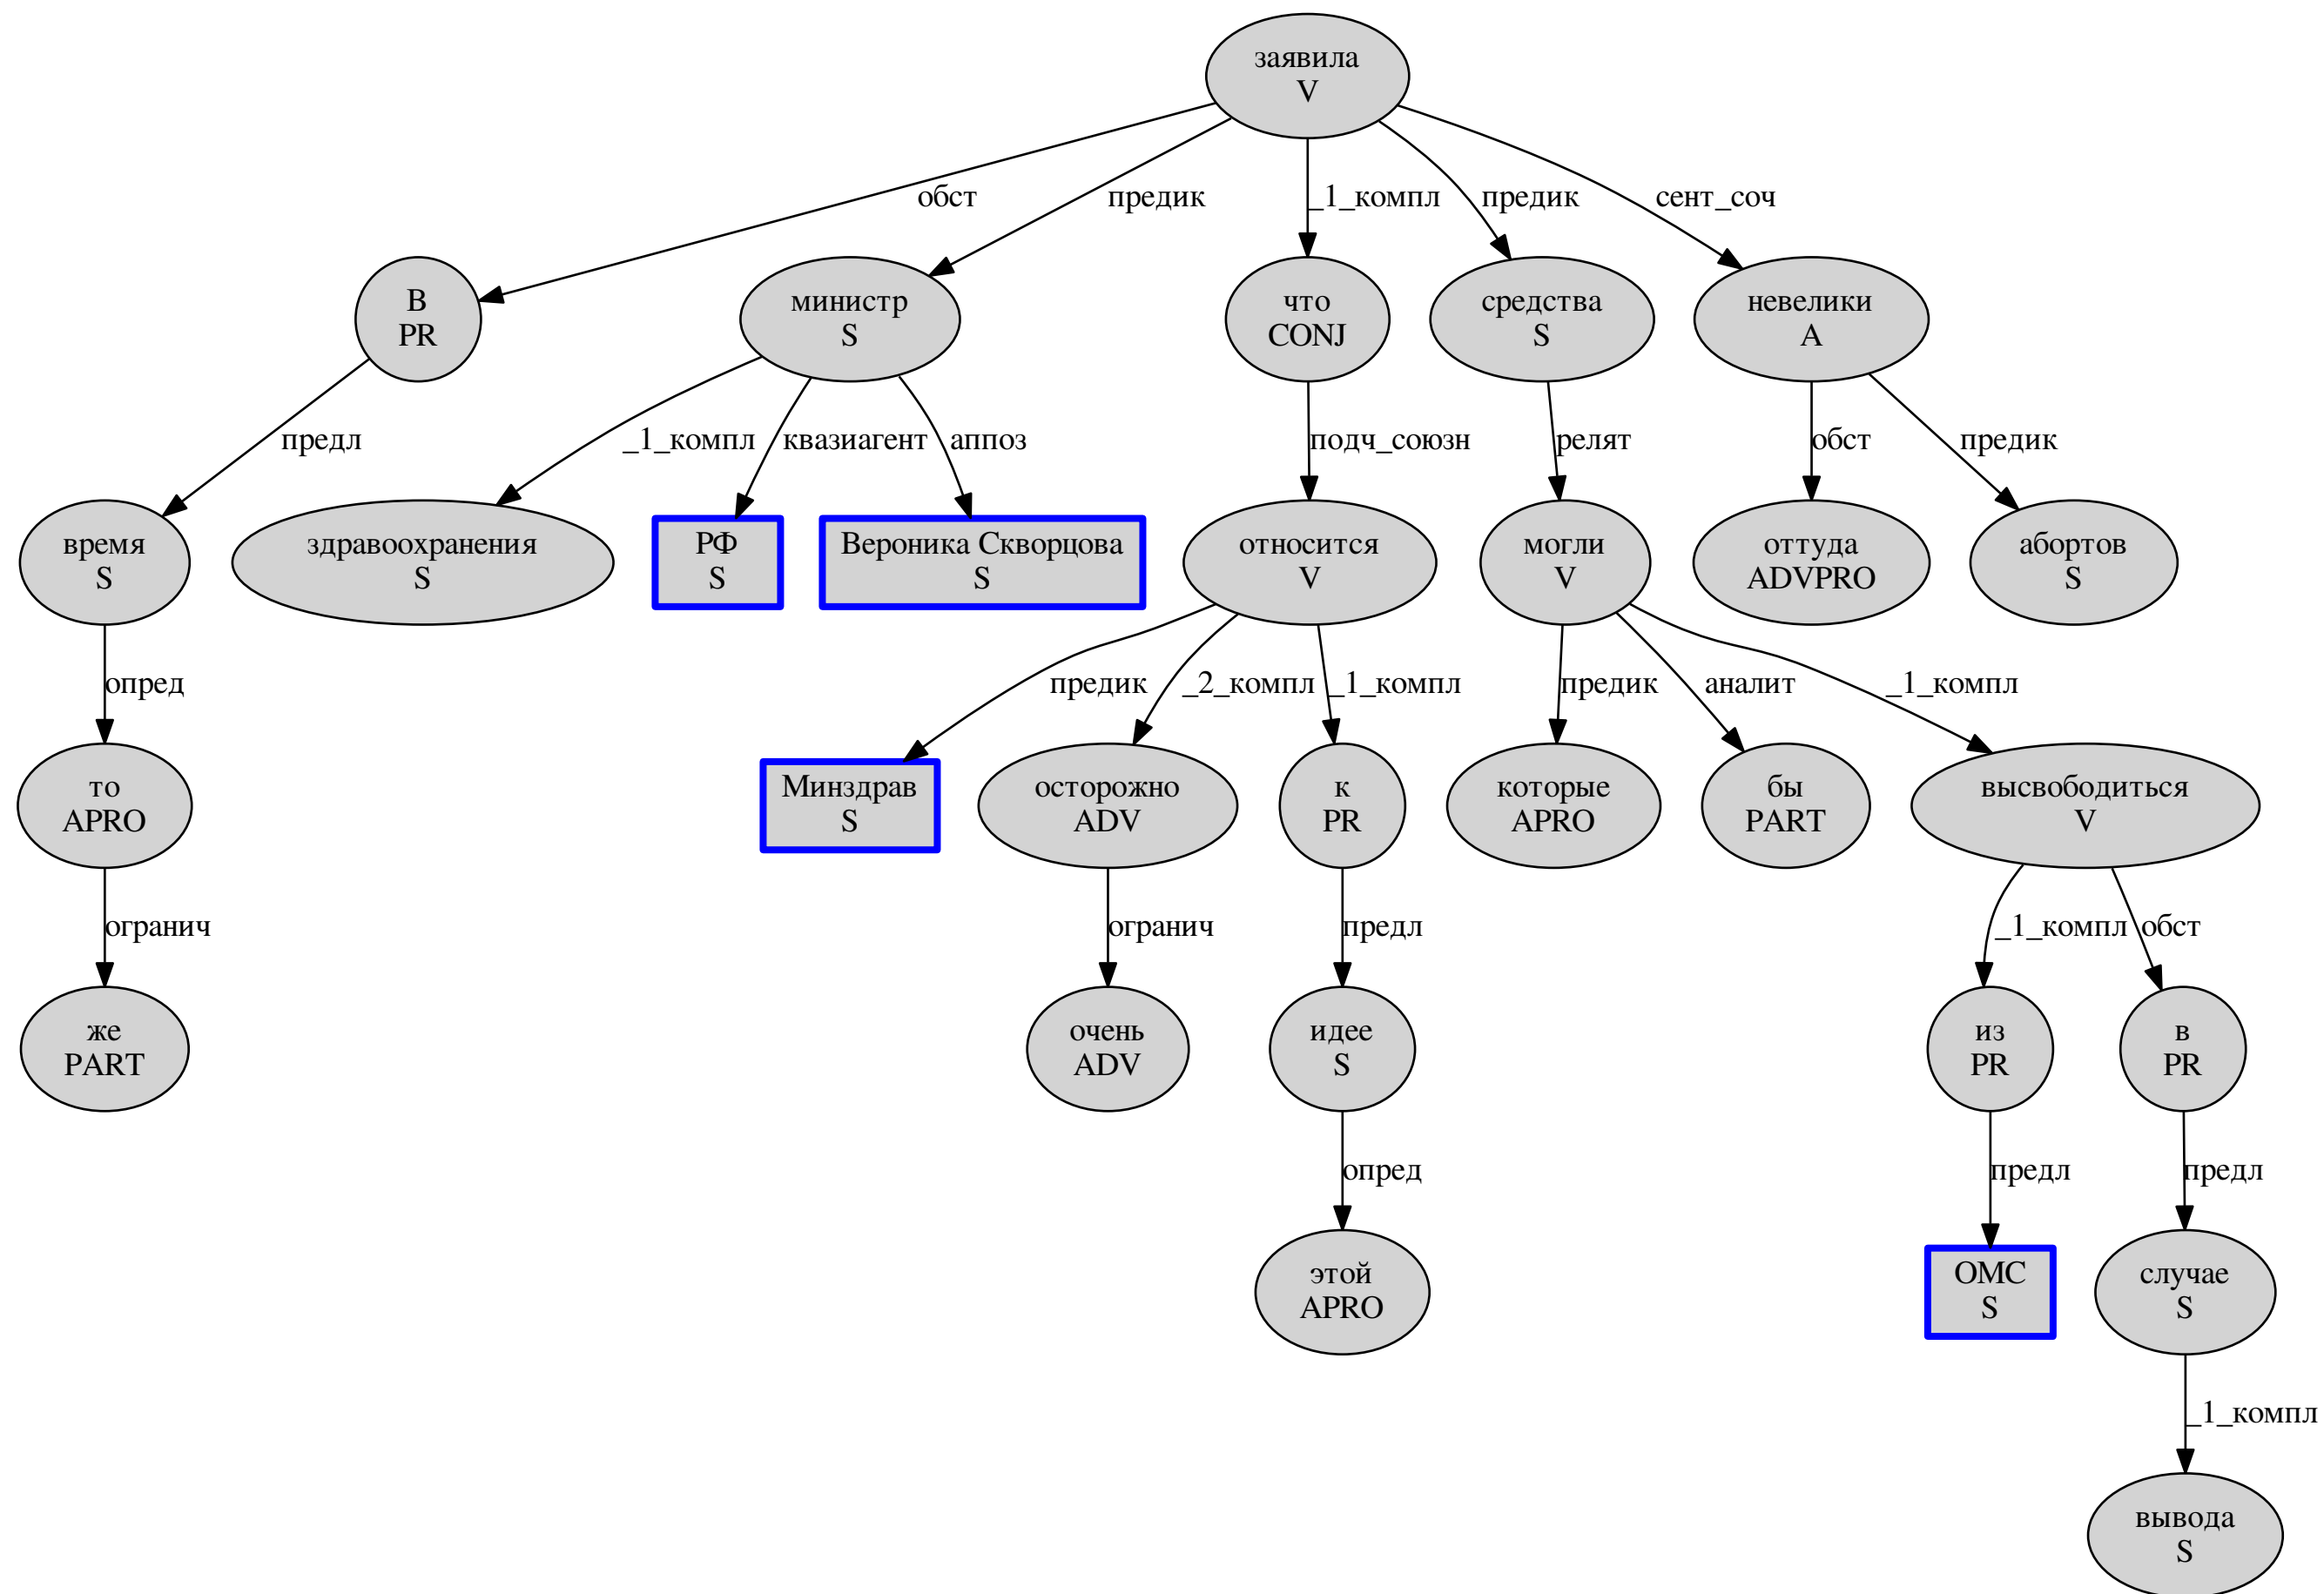 заявила
V
обст
предик
_1_компл
предик
сент_соч
В
PR
министр
S
что
CONJ
средства
S
невелики
A
предл
_1_компл
квазиагент
аппоз
подч_союзн
релят
обст
предик
время
S
здравоохранения
S
РФ
S
Вероника Скворцова
S
относится
V
могли
V
оттуда
ADVPRO
абортов
S
опред
предик
_2_компл
_1_компл
предик
аналит
_1_компл
то
APRO
Минздрав
S
осторожно
ADV
к
PR
которые
APRO
бы
PART
высвободиться
V
огранич
огранич
предл
_1_компл
обст
же
PART
очень
ADV
идее
S
из
PR
в
PR
опред
предл
предл
этой
APRO
ОМС
S
случае
S
_1_компл
вывода
S